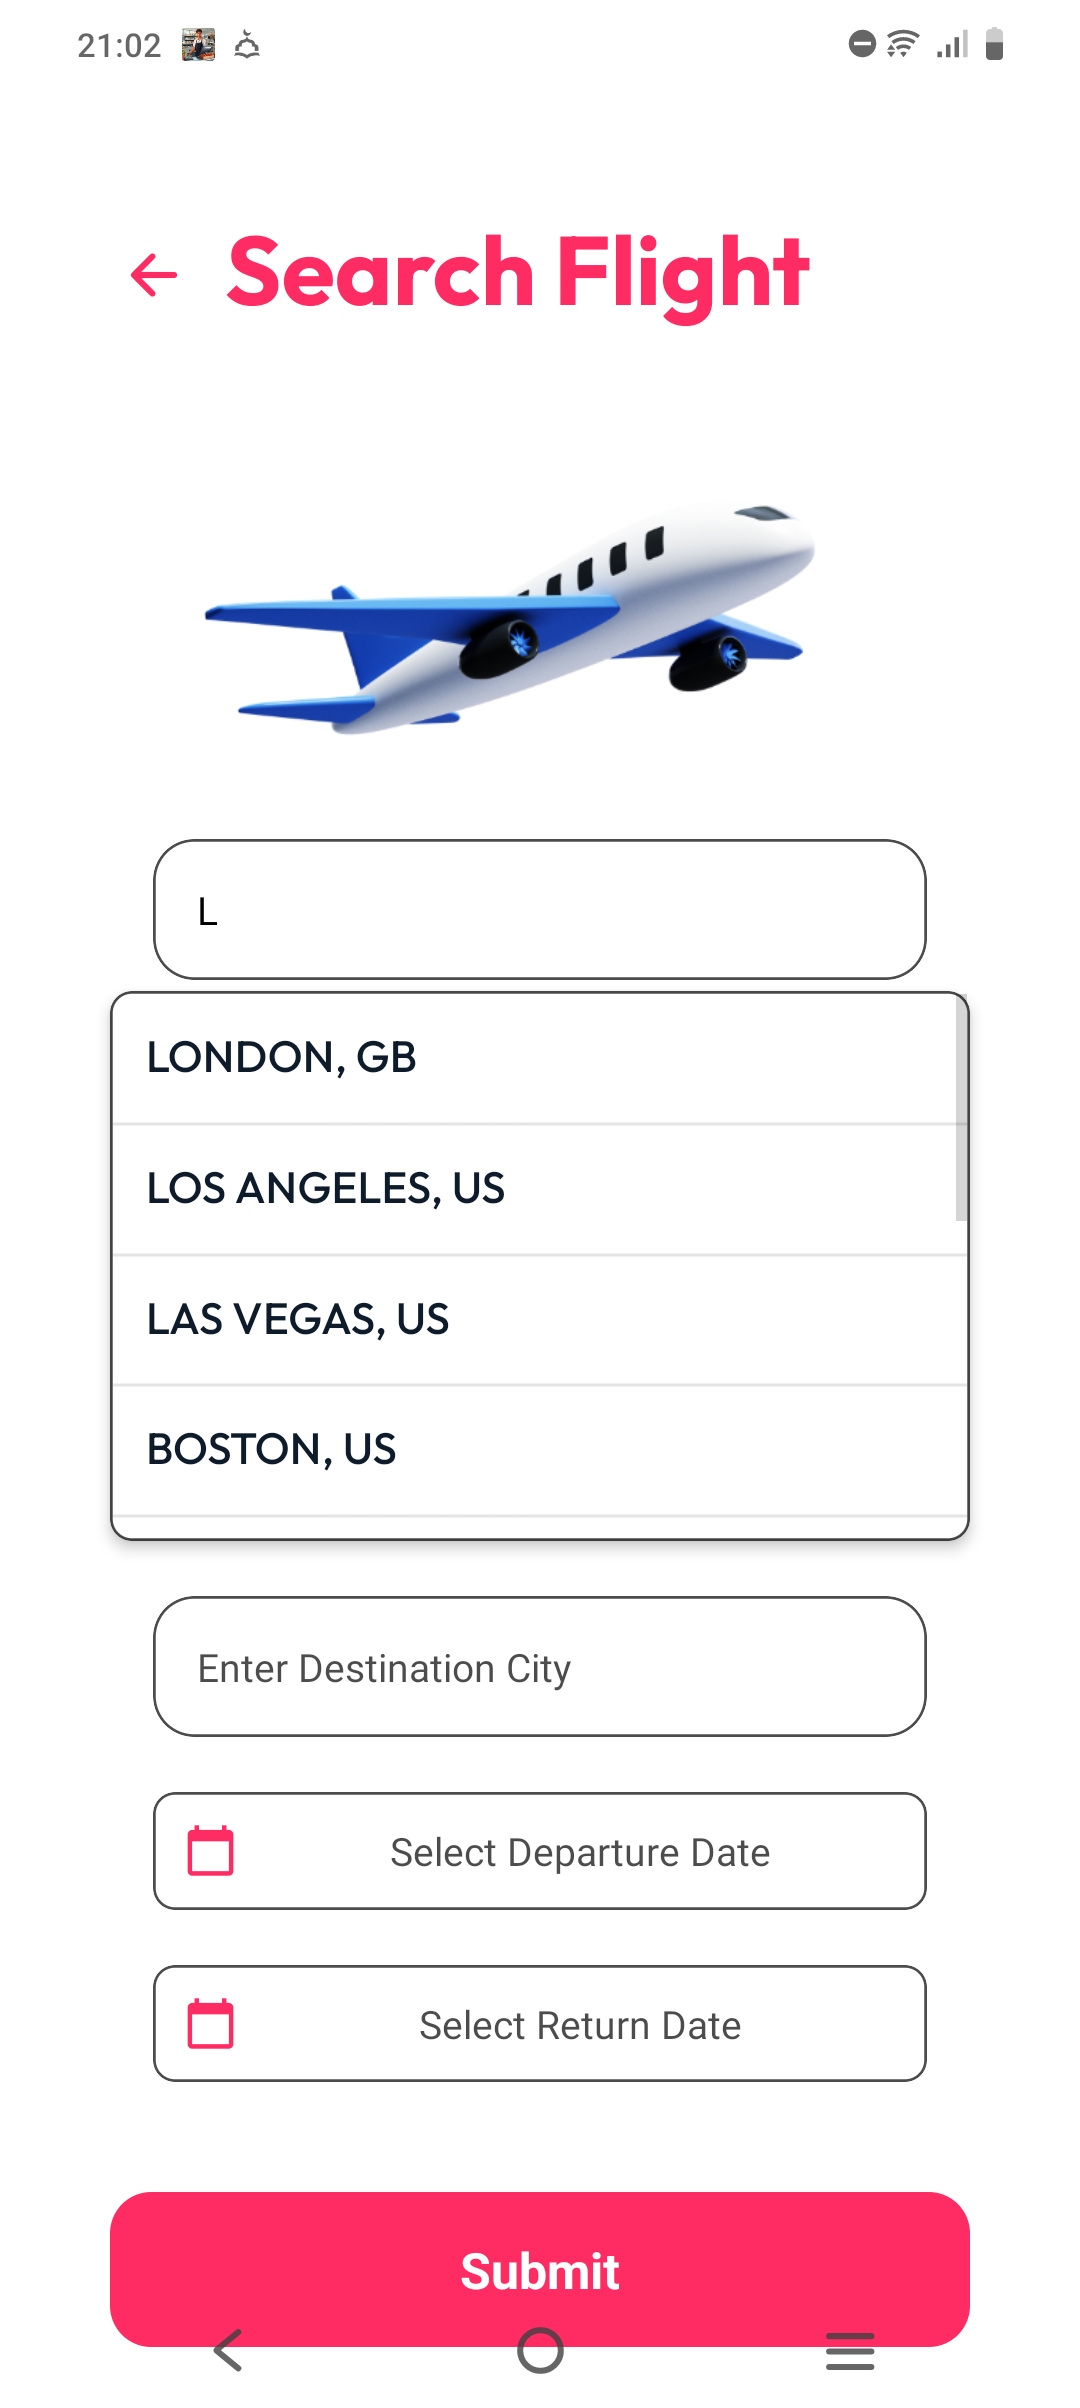 21:02
Search Flight
L
LONDON, GB
LOS ANGELES, US
LAS VEGAS, US
BOSTON, US
Enter Destination City
Select Departure Date
Select Return Date
Submit